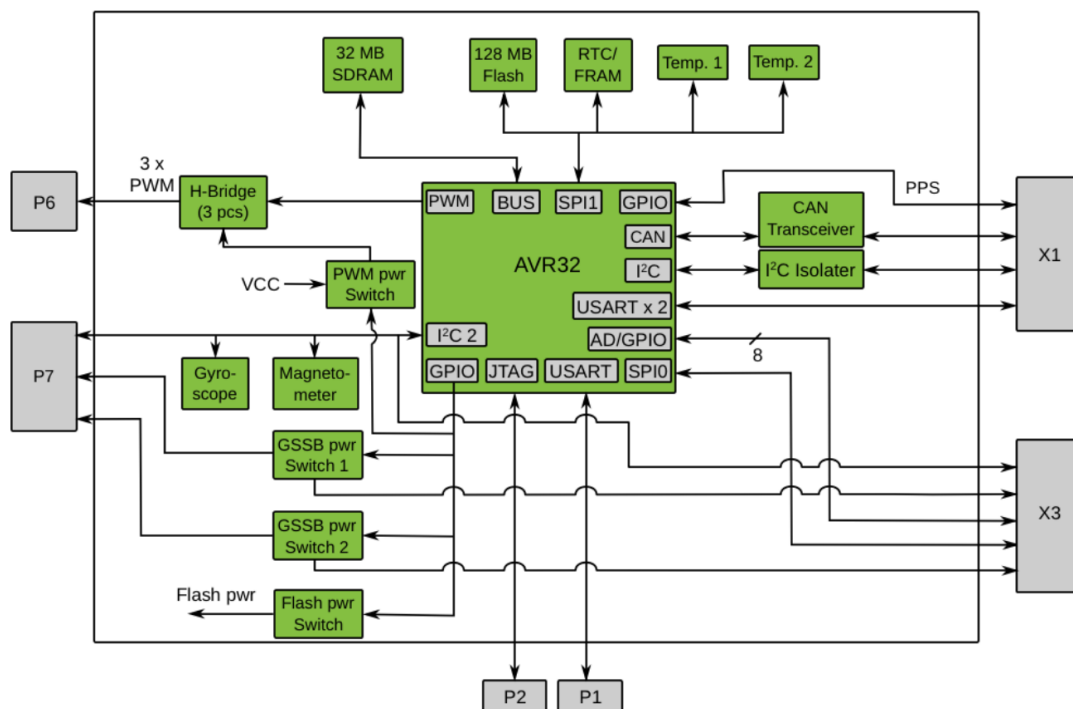 32 MB
SDRAM
128 MB
Flash
RTC/
FRAM
Temp. 1
Temp. 2
3 x
PWM
P6
H-Bridge
(3 pcs)
PWM
BUS
SPI1
GPIO
PPS
CAN
Transceiver
CAN
X1
AVR32
I²C
I²C Isolater
VCC
PWM pwr
Switch
USART x 2
I²C 2
AD/GPIO
8
P7
Gyro-
scope
Magneto-
meter
GPIO
JTAG
USART
SPI0
GSSB pwr
Switch 1
X3
GSSB pwr
Switch 2
Flash pwr
Flash pwr
Switch
P2
P1